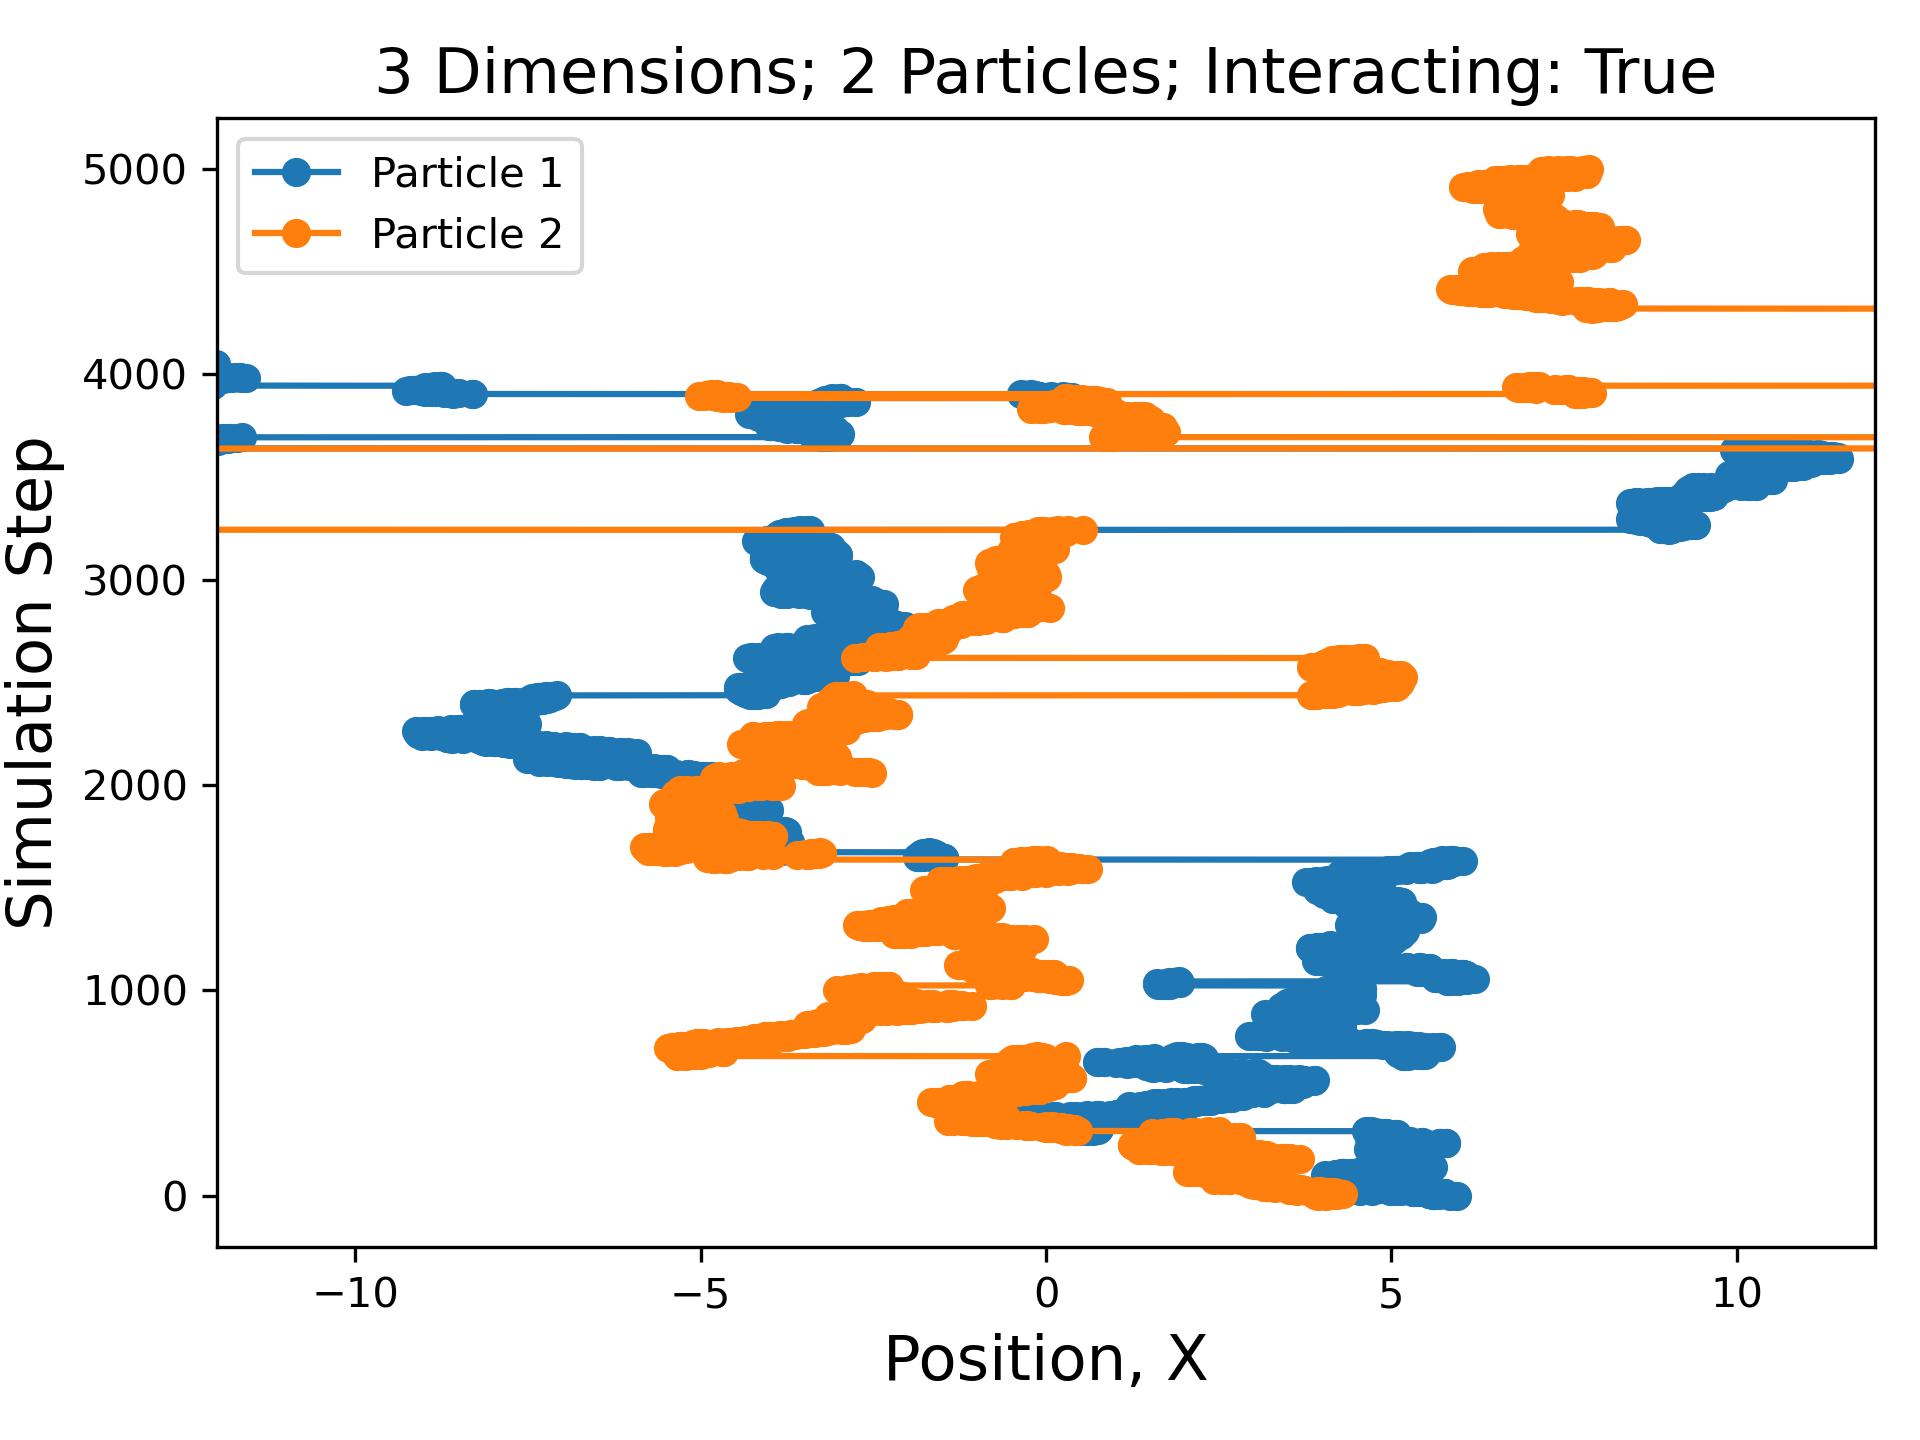 3 Dimensions; 2 Particles; Interacting: True
Particle 1
Particle 2
5000
4000
3000
2000
1000
0
Simulation Step
−10
−5
0
5
10
Position, X